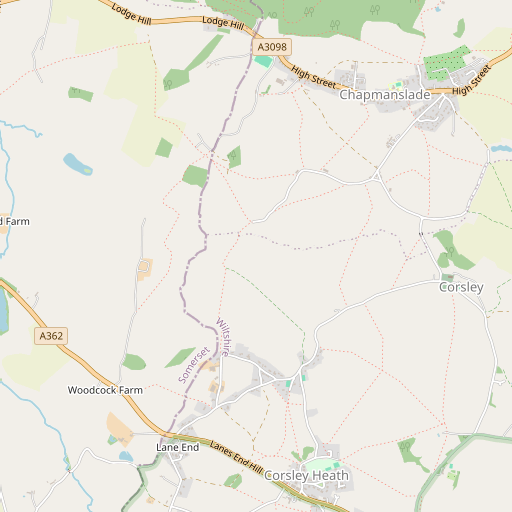 Lodge Hill
Lodge Hill
A3098
High Street
High Street
Chapmanslade
d Farm
Corsley
A362
Wiltshire
Somerset
Woodcock Farm
Lane End
Lanes End Hill
Corsley Heath